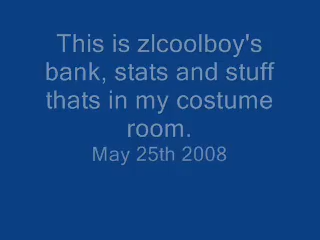 This is zlcoolboy's
bank, stats and stuff
thats in my costume
room.
May 25th 2008